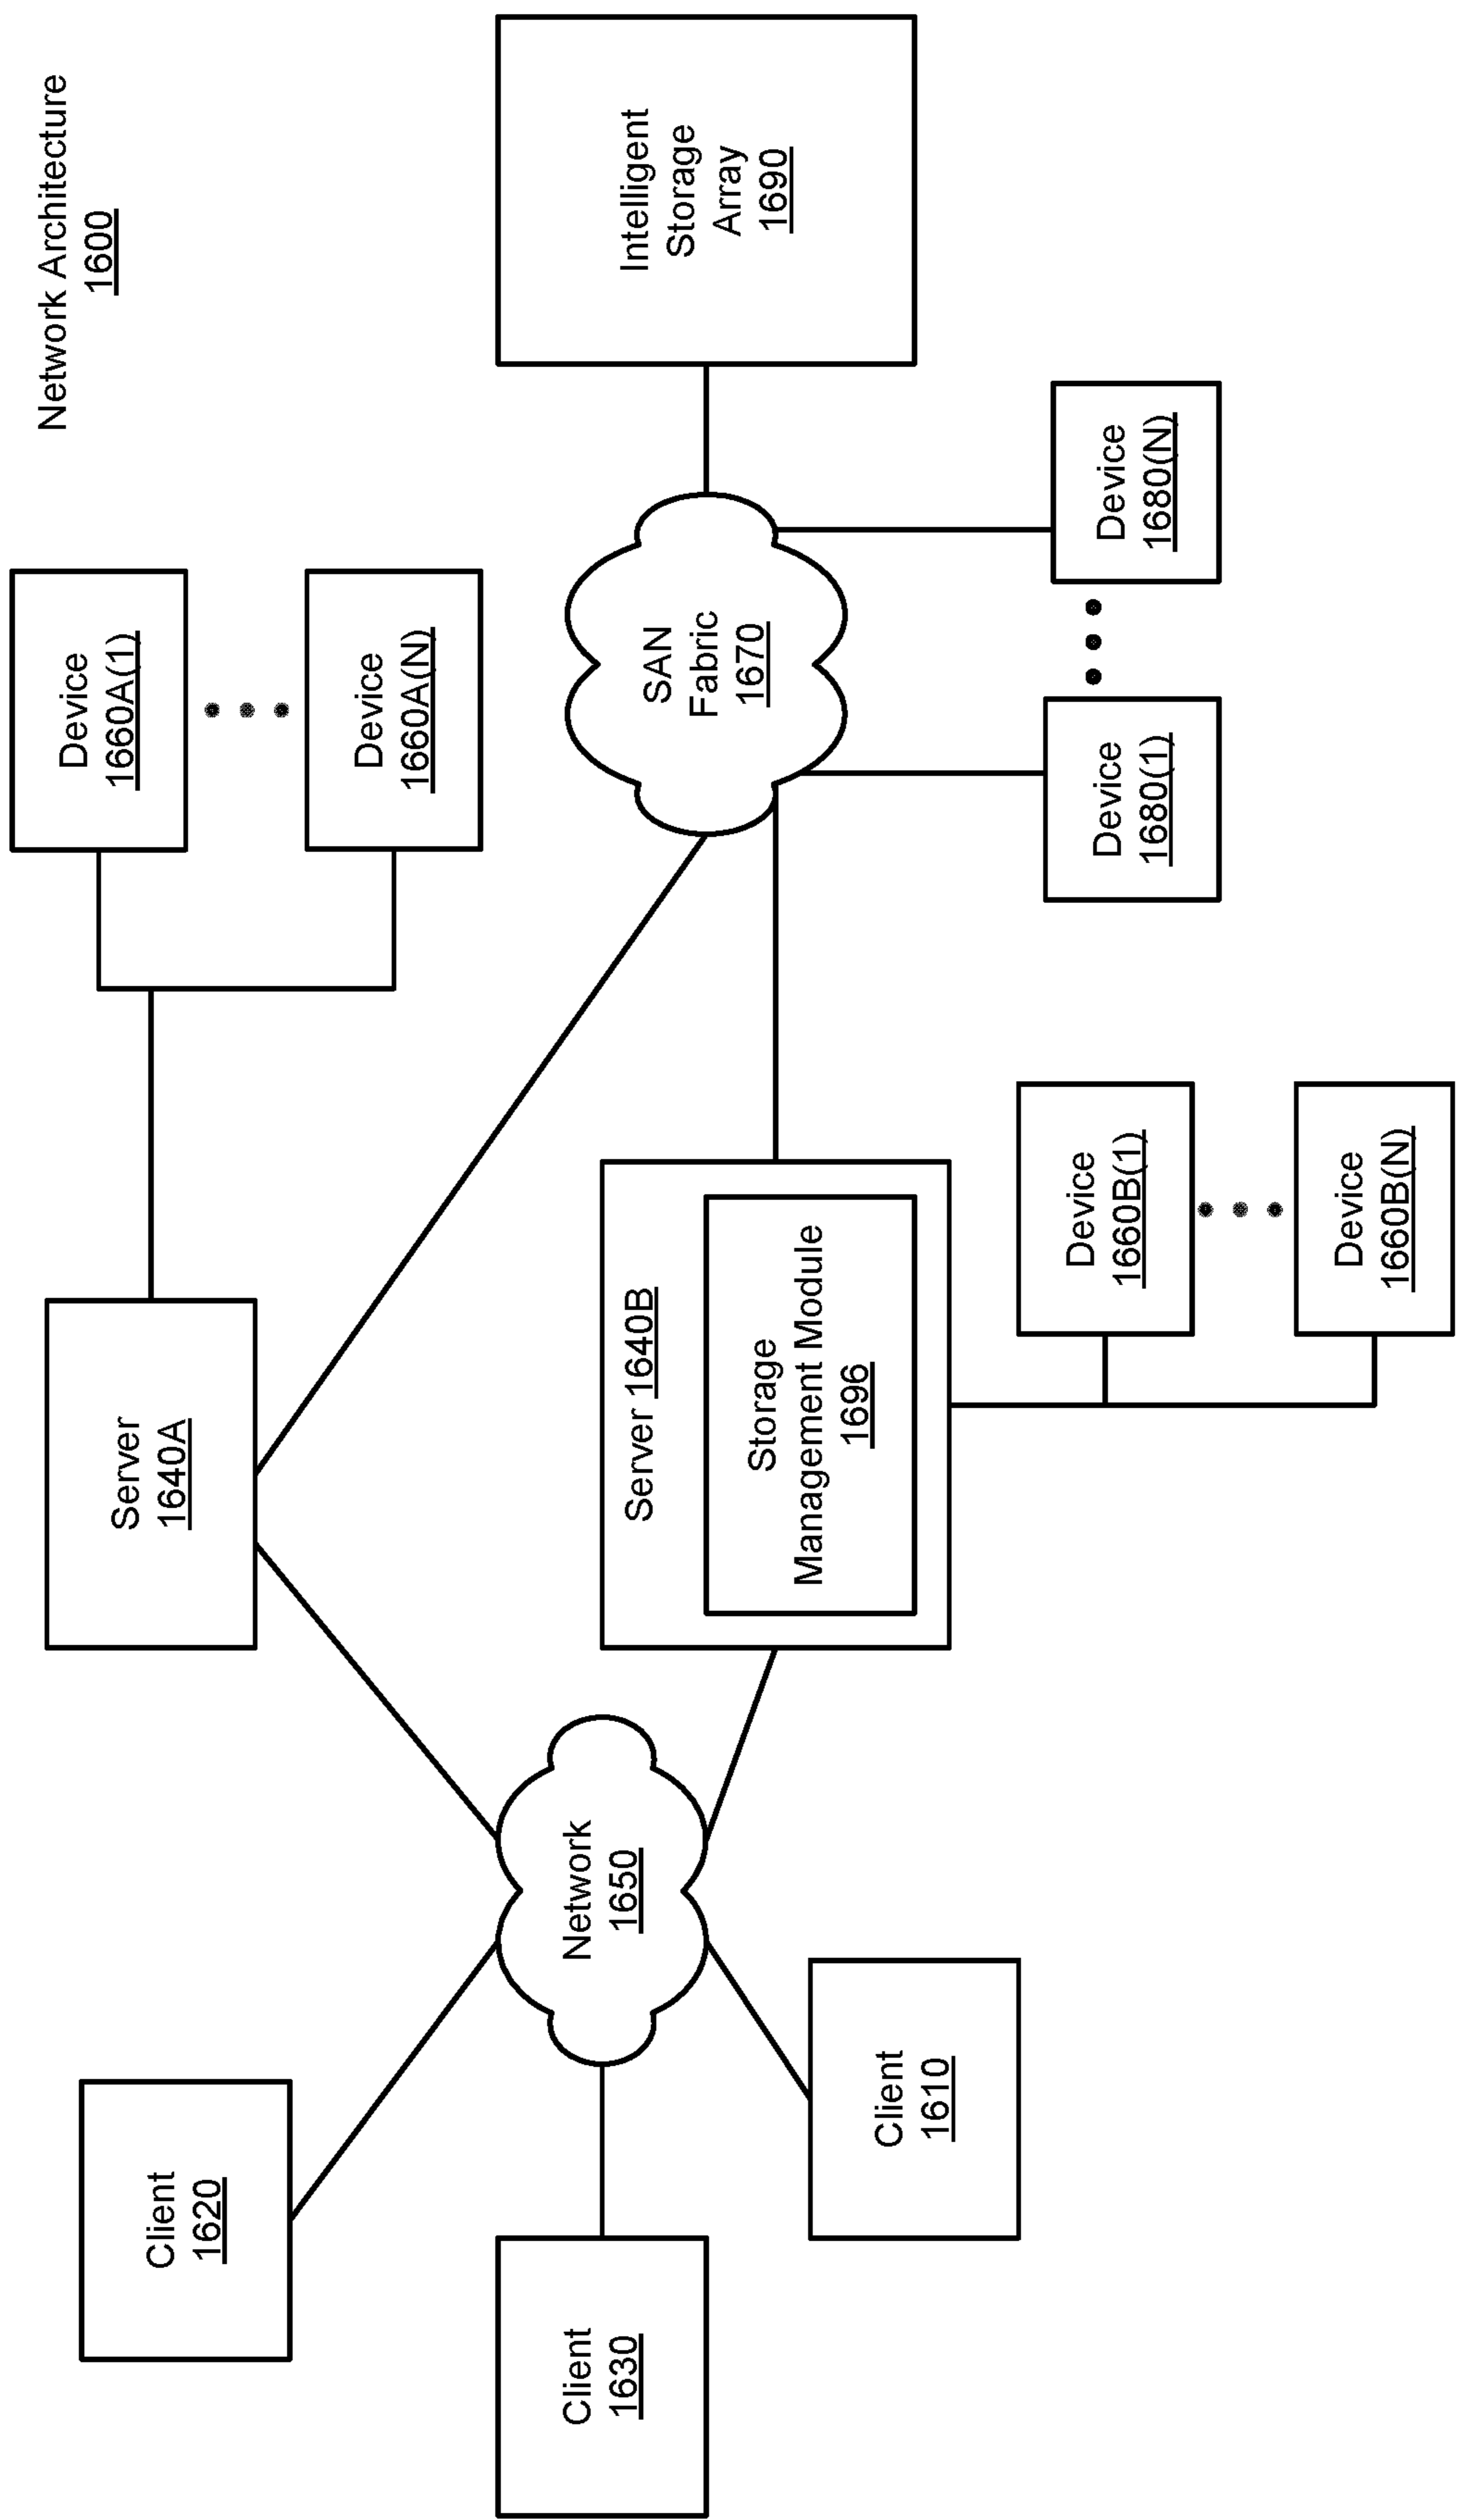 Network Architecture
1600
Device
1660A(1)
Device
1660A(N)
Server
1640A
Client
1620
Intelligent
Storage
Array
1690
SAN
Fabric
1670
Network
1650
Client
1630
Server 1640B
Storage
Management Module
1696
Client
1610
Device
1680(N)
Device
1680(1)
Device
1660B(1)
Device
1660B(N)